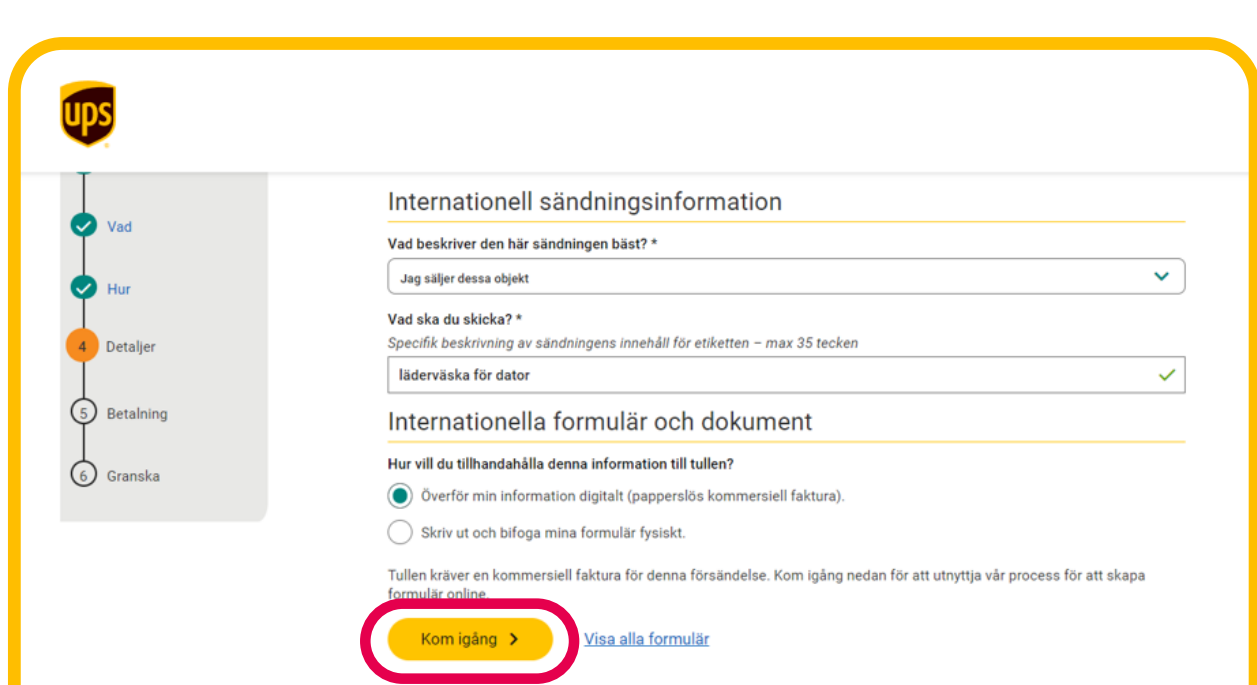 ups
Internationell sändningsinformation
Vad
Vad beskriver den här sändningen bäst? *
Jag säljer dessa objekt
Hur
Vad ska du skicka? *
4 Detaljer
Specifik beskrivning av sändningens innehåll för etiketten – max 35 tecken
läderväska för dator
5 Betalning
Internationella formulär och dokument
Hur vill du tillhandahålla denna information till tullen?
6 Granska
Överför min information digitalt (papperslös kommersiell faktura).
Skriv ut och bifoga mina formulär fysiskt.
Tullen kräver en kommersiell faktura för denna försändelse. Kom igång nedan för att utnyttja vår process för att skapa
formulär online.
Kom igång
Visa alla formulär